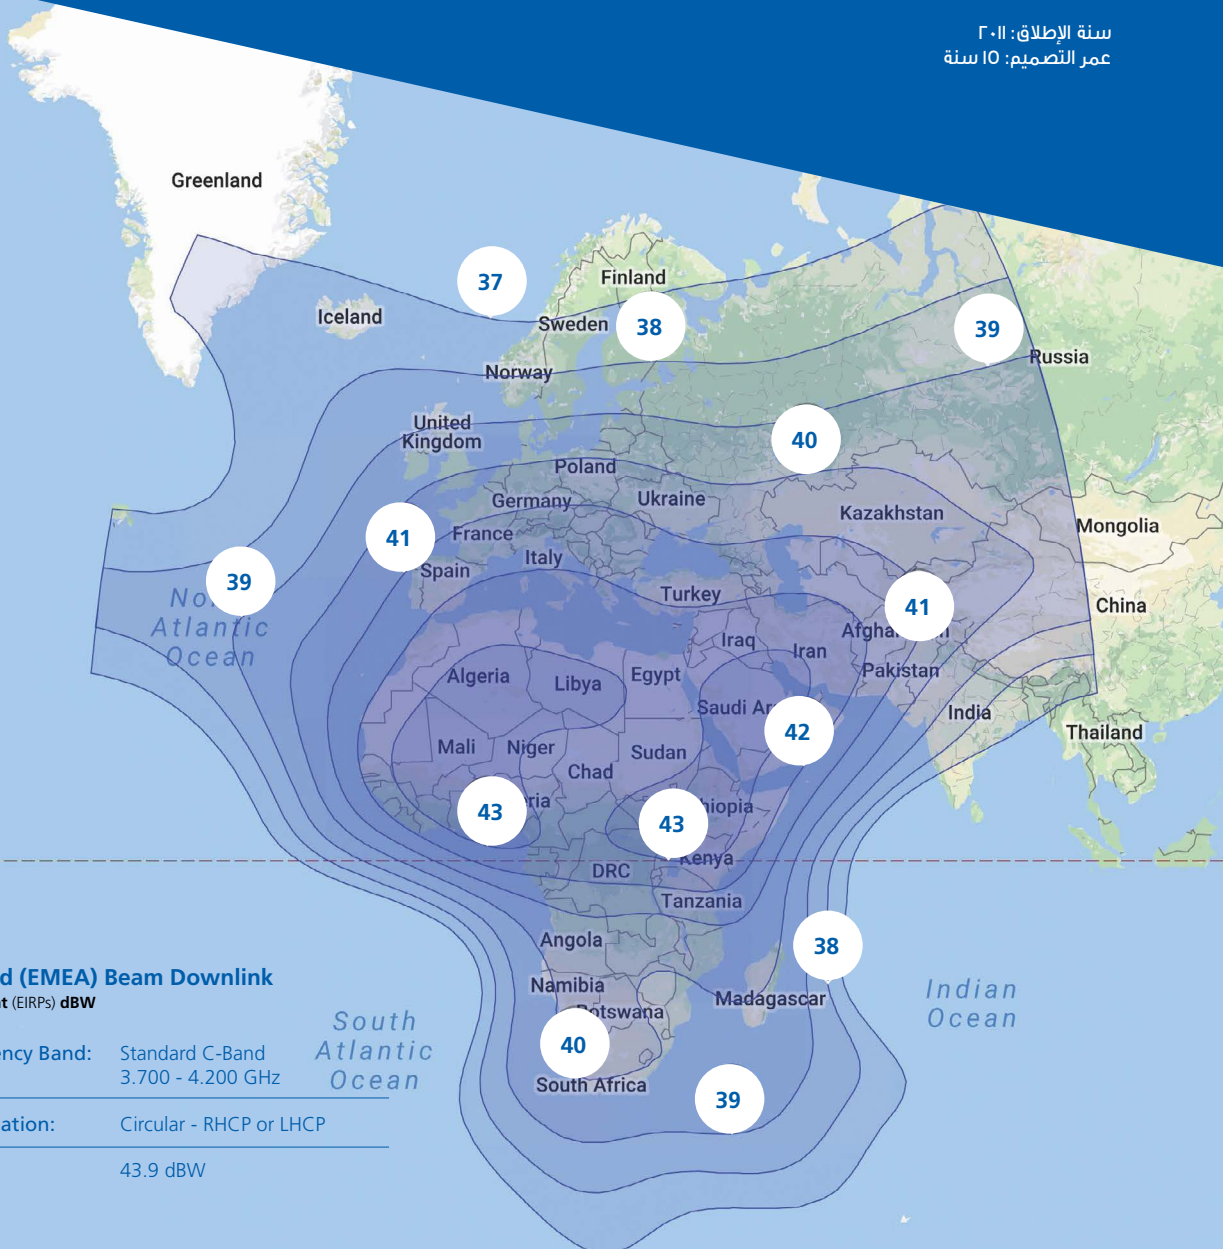 سنة الإطلاق: ٢٠١١
عمر التصميم: ١٥ سنة
Greenland
37
Finland
Iceland
Sweden
38
39
Norway
Russia
United
Kingdom
40
Poland
Germany
Ukraine
Kazakhstan
Mongolia
41
France
Italy
Spain
39
Turkey
41
China
Atlantic
Ocean
Iraq
Iran
Pakistan
Algeria
Libya
Egypt
Saudi
India
Thailand
42
Mali
Niger
Sudan
Chad
43
43
Kenya
DRC
Tanzania
Angola
38
(EMEA) Beam Downlink
(EIRPs) dBW
Namibia
Madagascar
Indian
Ocean
South
Atlantic
Ocean
40
South Africa
39
Band: Standard C-Band
3.700 - 4.200 GHz
Circular - RHCP or LHCP
43.9 dBW